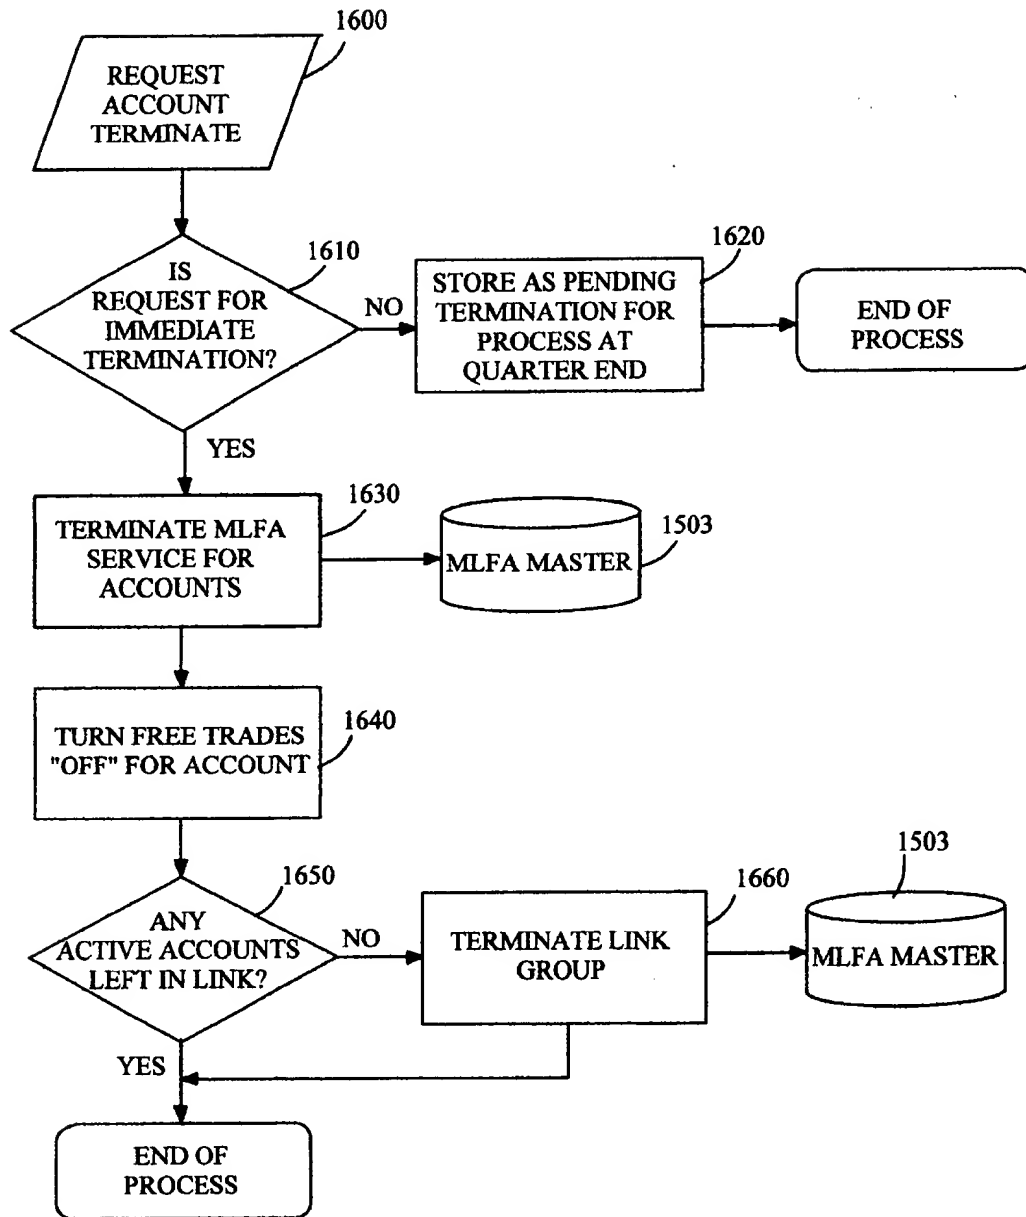 1600
REQUEST
ACCOUNT
TERMINATE
1610
IS
REQUEST FOR
IMMEDIATE
TERMINATION?
NO
1620
STORE AS PENDING
TERMINATION FOR
PROCESS AT
QUARTER END
END OF
PROCESS
YES
1630
TERMINATE MLFA
SERVICE FOR
ACCOUNTS
1503
MLFA MASTER
1640
TURN FREE TRADES
"OFF" FOR ACCOUNT
1650
ANY
ACTIVE ACCOUNTS
LEFT IN LINK?
NO
1660
TERMINATE LINK
GROUP
1503
MLFA MASTER
YES
END OF
PROCESS